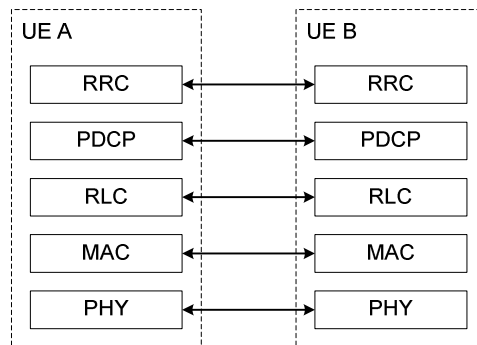 UE A UE B
RRC RRC
PDCP PDCP
RLC RLC
MAC MAC
PHY PHY